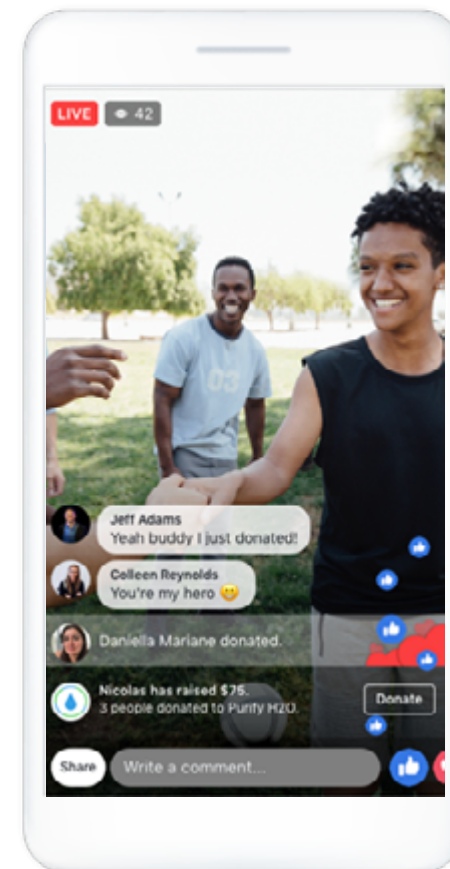 LIVE 42
03
Jeff Adams
Yeah buddy I just donated!
Colleen Reynolds
You're my hero 😀
Daniella Mariane donated.
Nicolas has raised $75.
3 people donated to Purify H2O.
Donate
Share
Write a comment...